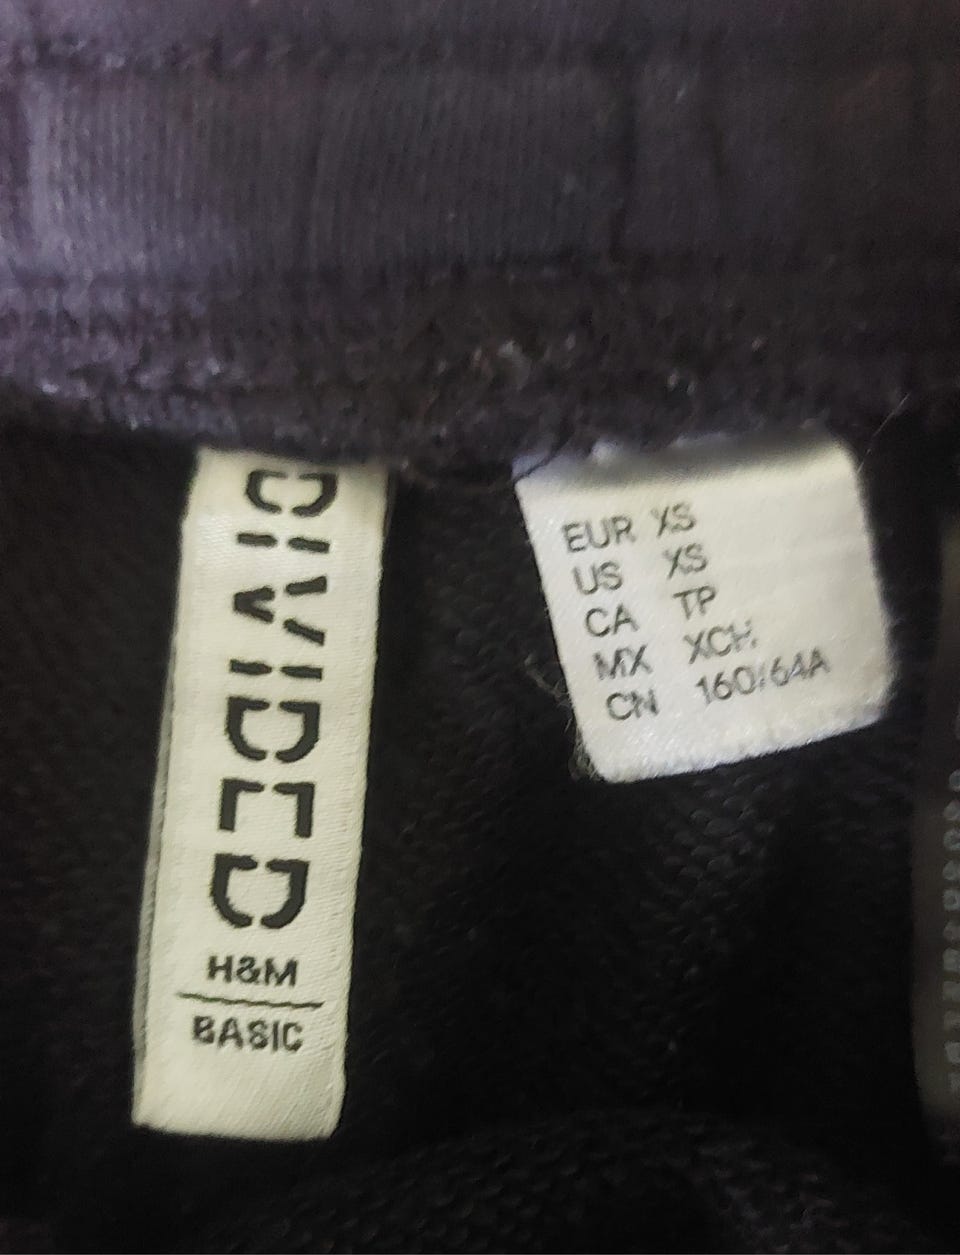 DIVIDED
H&M
BASIC
EUR XS
US XS
CA TP
MX XCH
CN 160/64A